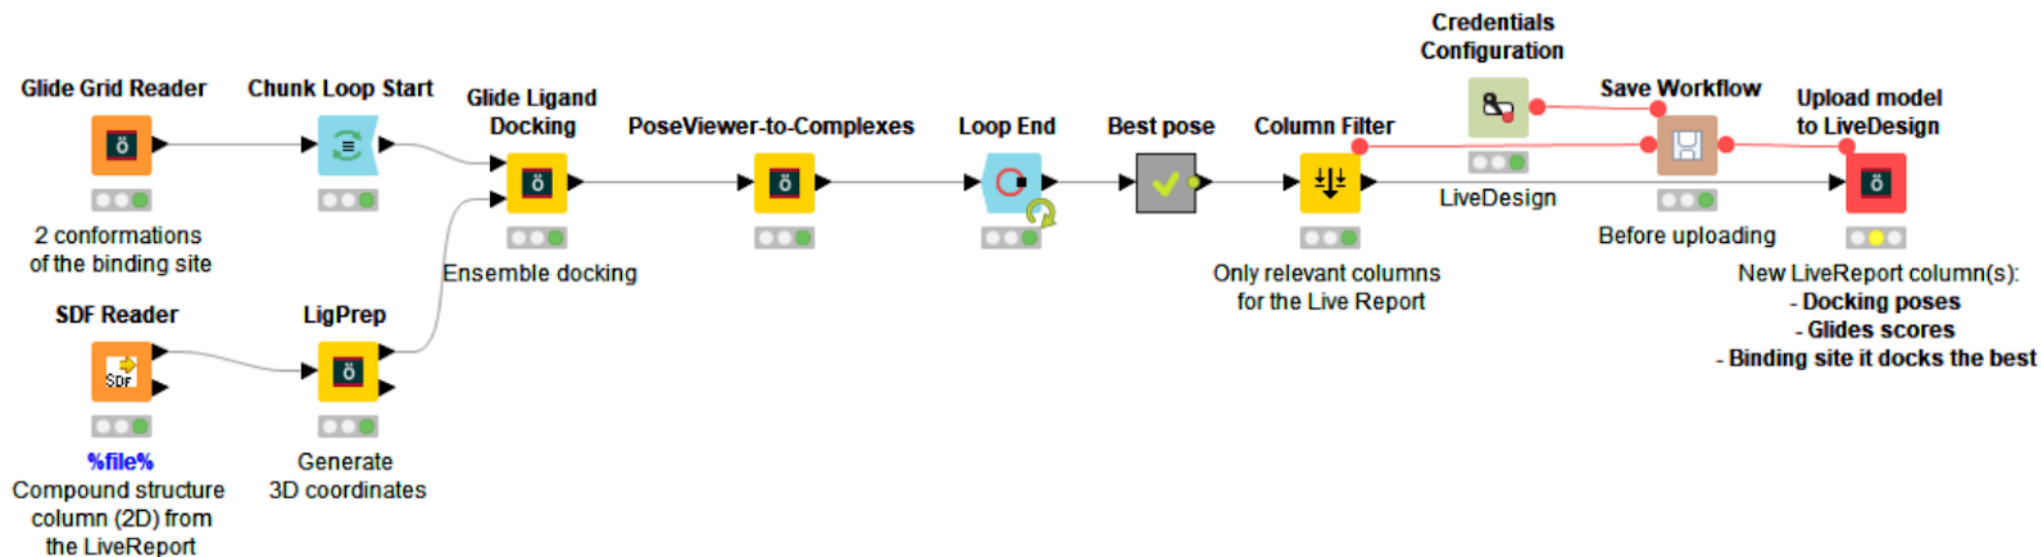 Credentials
Configuration
Glide Grid Reader
Chunk Loop Start
Glide Ligand
Docking
PoseViewer-to-Complexes
Loop End
Best pose
Column Filter
Save Workflow
Upload model
to LiveDesign
ö
ö
ö
ö
LiveDesign
2 conformations
of the binding site
Ensemble docking
Only relevant columns
for the Live Report
Before uploading
New LiveReport column(s):
- Docking poses
- Glides scores
- Binding site it docks the best
SDF Reader
LigPrep
SDF
ö
%file%
Compound structure
column (2D) from
the LiveReport
Generate
3D coordinates